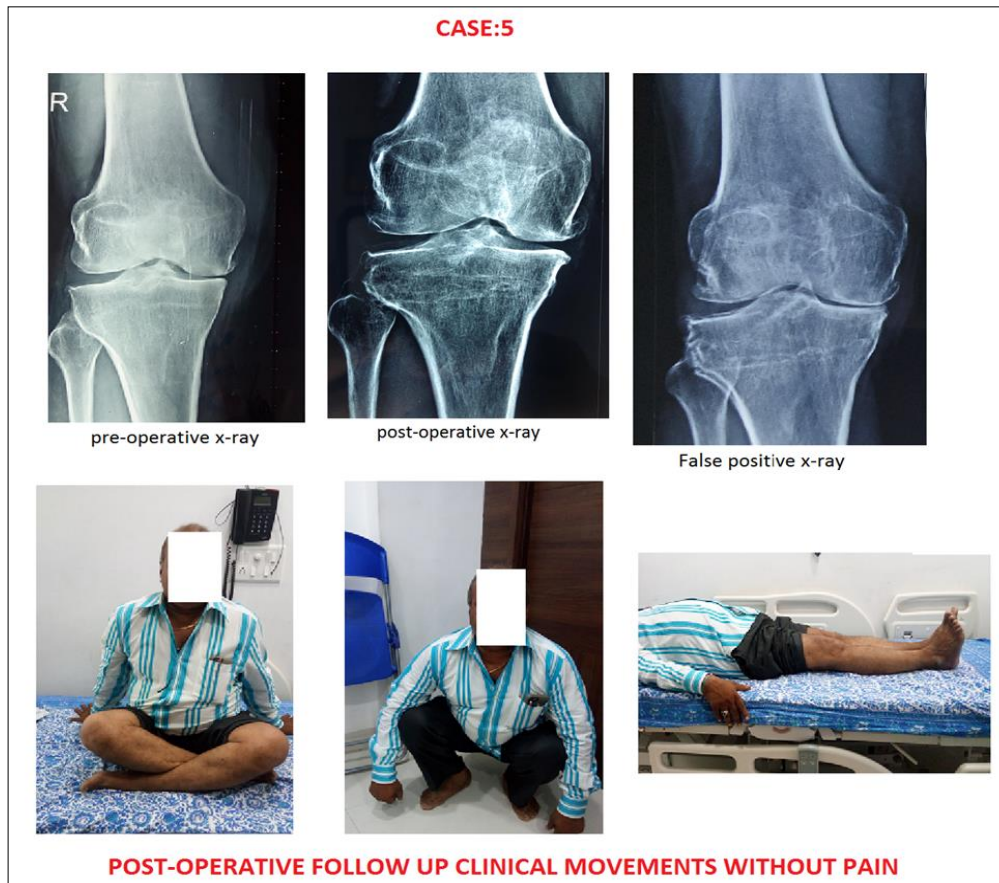 CASE:5
R
pre-operative x-ray
post-operative x-ray
False positive x-ray
POST-OPERATIVE FOLLOW UP CLINICAL MOVEMENTS WITHOUT PAIN